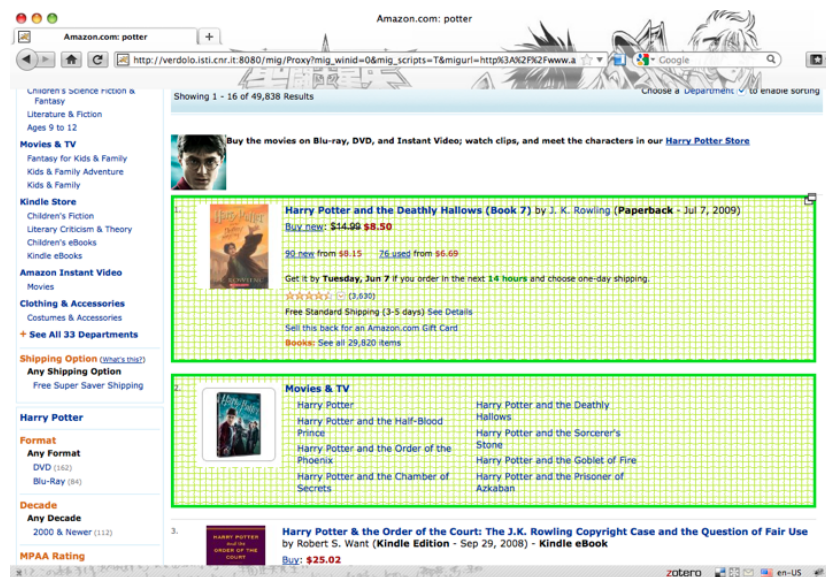 Amazon.com: potter
Amazon.com: potter
http://verdolo.isti.cnr.it:8080/mig/Proxy?mig_winid=0&mig_scripts=T&migurl=http%3A%2F%2Fwww.a
Google
Children's Science Fiction &
Fantasy
Literature & Fiction
Ages 9 to 12
Movies & TV
Fantasy for Kids & Family
Kids & Family Adventure
Kids & Family
Kindle Store
Children's Fiction
Literary Criticism & Theory
Children's eBooks
Kindle eBooks
Amazon Instant Video
Movies
Clothing & Accessories
Costumes & Accessories
+ See All 33 Departments
Shipping Option (What's this?)
Any Shipping Option
Free Super Saver Shipping
Harry Potter
Format
Any Format
DVD (162)
Blu-Ray (84)
Decade
Any Decade
2000 & Newer (112)
MPAA Rating
Showing 1 - 16 of 49,838 Results
Choose a Department to enable sorting
Buy the movies on Blu-ray, DVD, and Instant Video; watch clips, and meet the characters in our Harry Potter Store
1.
Harry Potter and the Deathly Hallows (Book 7) by J. K. Rowling (Paperback - Jul 7, 2009)
Buy new: $14.99 $8.50
90 new from $8.15 76 used from $6.69
Get it by Tuesday, Jun 7 if you order in the next 14 hours and choose one-day shipping.
(3,630)
Free Standard Shipping (3-5 days) See Details
Sell this back for an Amazon.com Gift Card
Books: See all 29,820 items
2.
Movies & TV
Harry Potter
Harry Potter and the Half-Blood
Prince
Harry Potter and the Order of the
Phoenix
Harry Potter and the Chamber of
Secrets
Harry Potter and the Deathly
Hallows
Harry Potter and the Sorcerer's
Stone
Harry Potter and the Goblet of Fire
Harry Potter and the Prisoner of
Azkaban
3.
HARRY POTTER
and the
ORDER OF THE
COURT
Harry Potter & the Order of the Court: The J.K. Rowling Copyright Case and the Question of Fair Use
by Robert S. Want (Kindle Edition - Sep 29, 2008) - Kindle eBook
Buy: $25.02
zotero
en-US